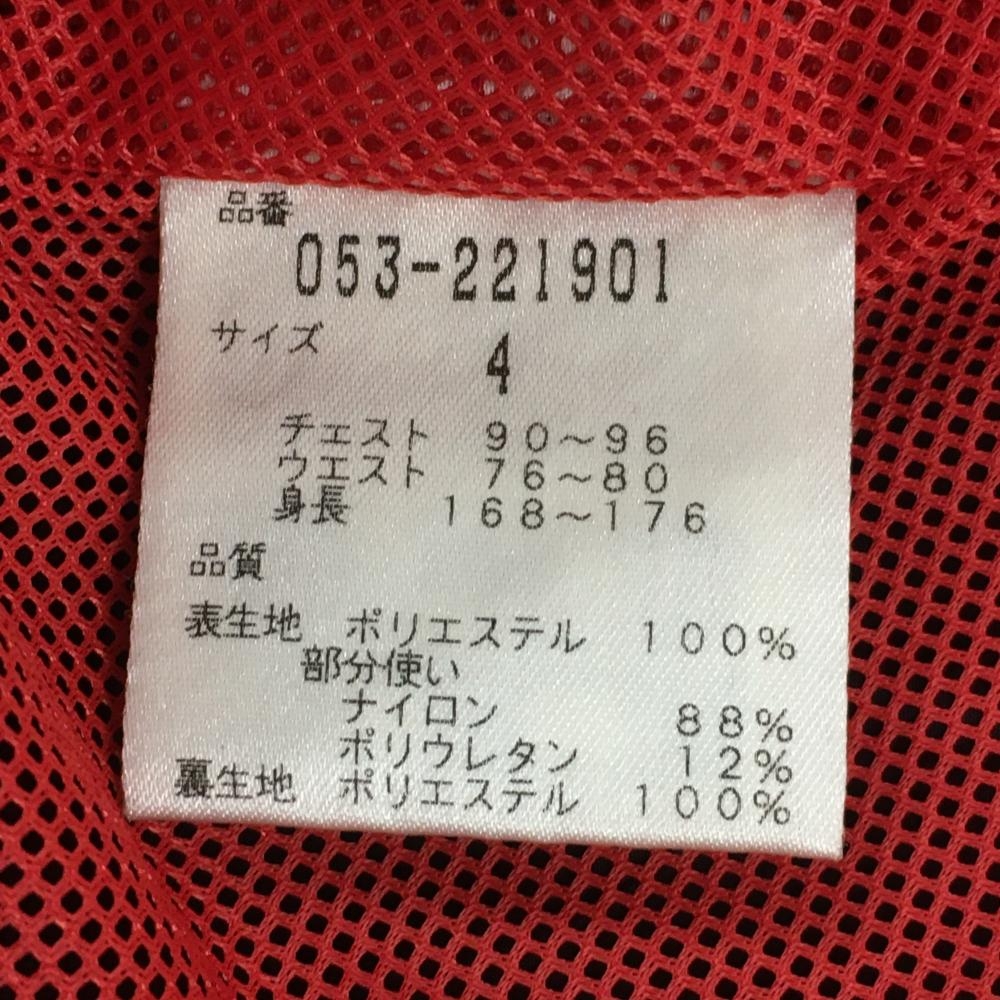 品番
053-221901
サイズ
4
チェスト 90～96
ウエスト 76～80
身長 168～176
品質
表生地 ポリエステル 100%
部分使い
ナイロン 88%
ポリウレタン 12%
裏生地 ポリエステル 100%